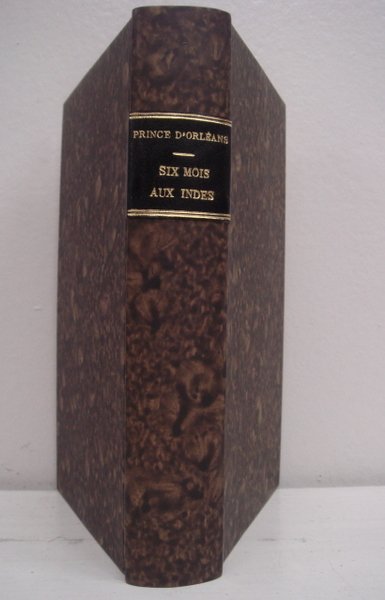 PRINCE D'ORLÉANS
SIX MOIS
AUX INDES